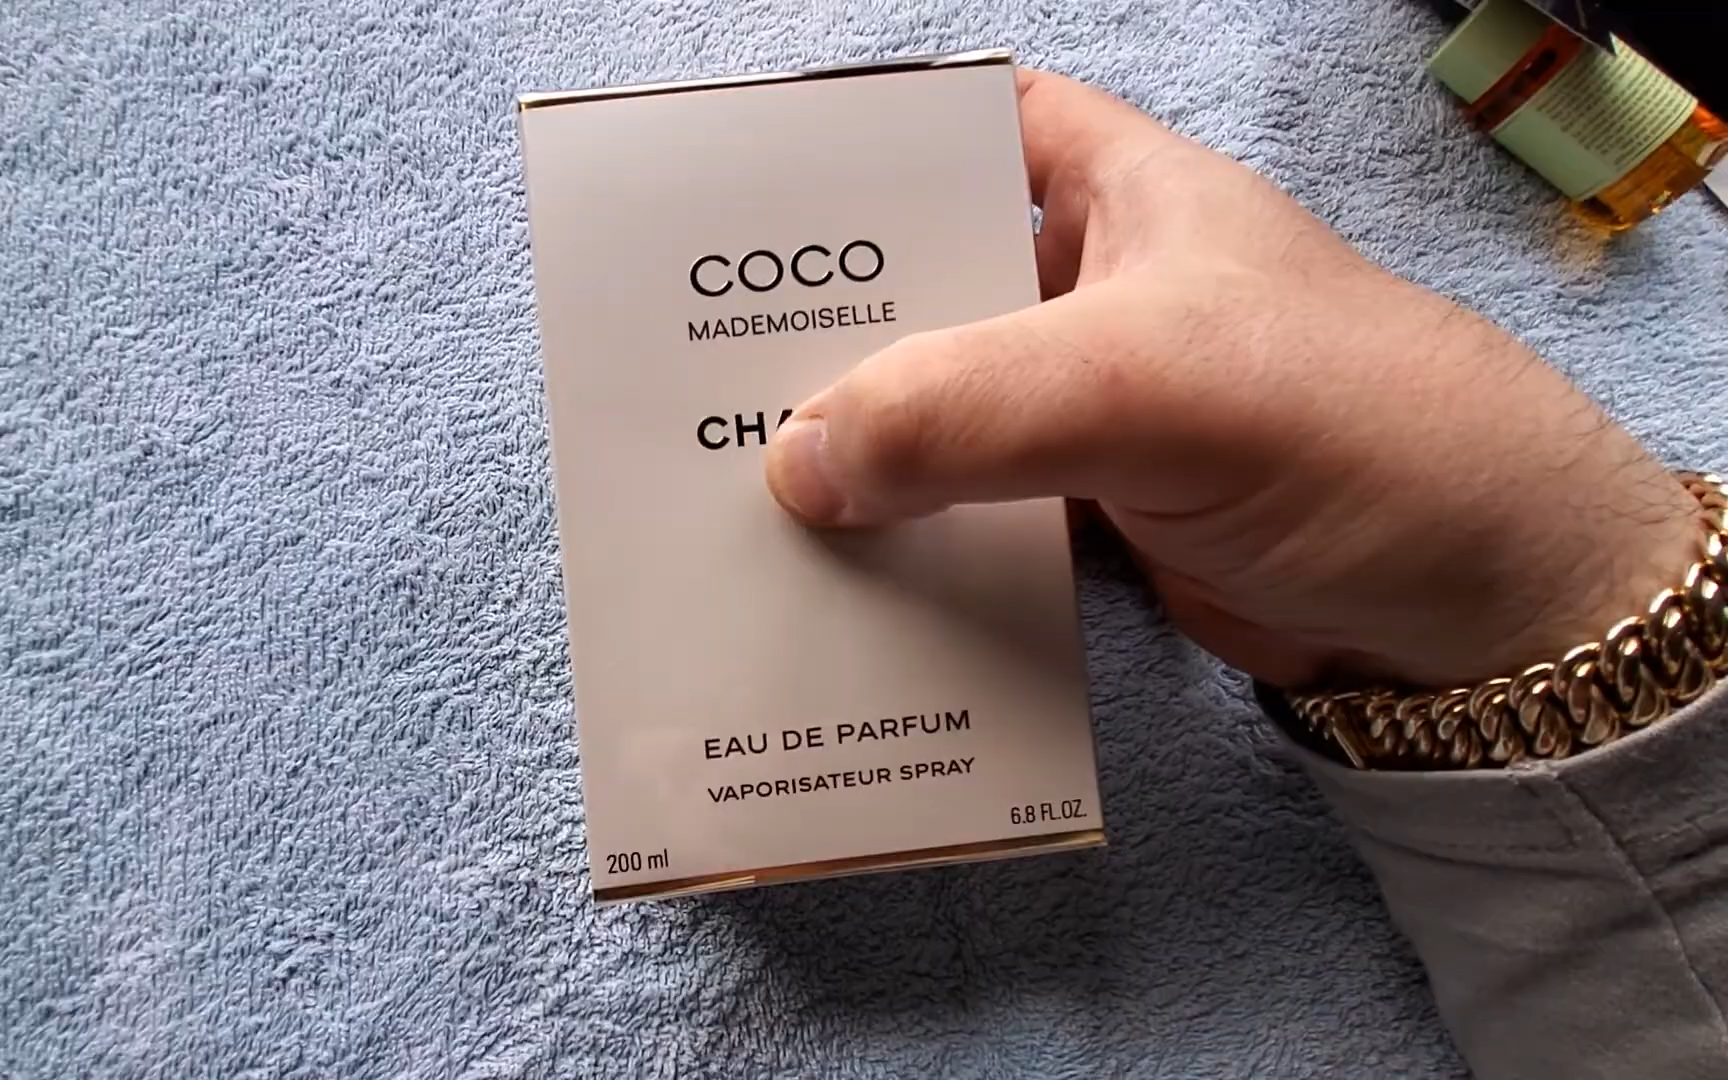 COCO
MADEMOISELLE
CHA
EAU DE PARFUM
VAPORISATEUR SPRAY
6.8 FL.OZ.
200 ml